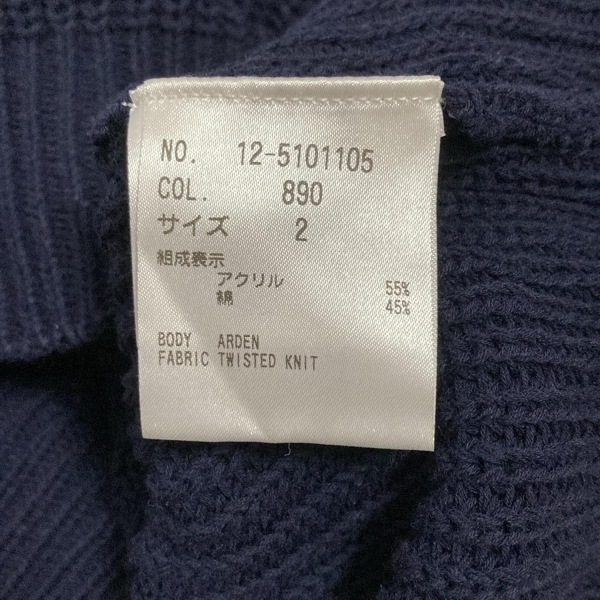 NO. 12-5101105
COL. 890
サイズ 2
組成表示
アクリル 55%
綿 45%
BODY ARDEN
FABRIC TWISTED KNIT